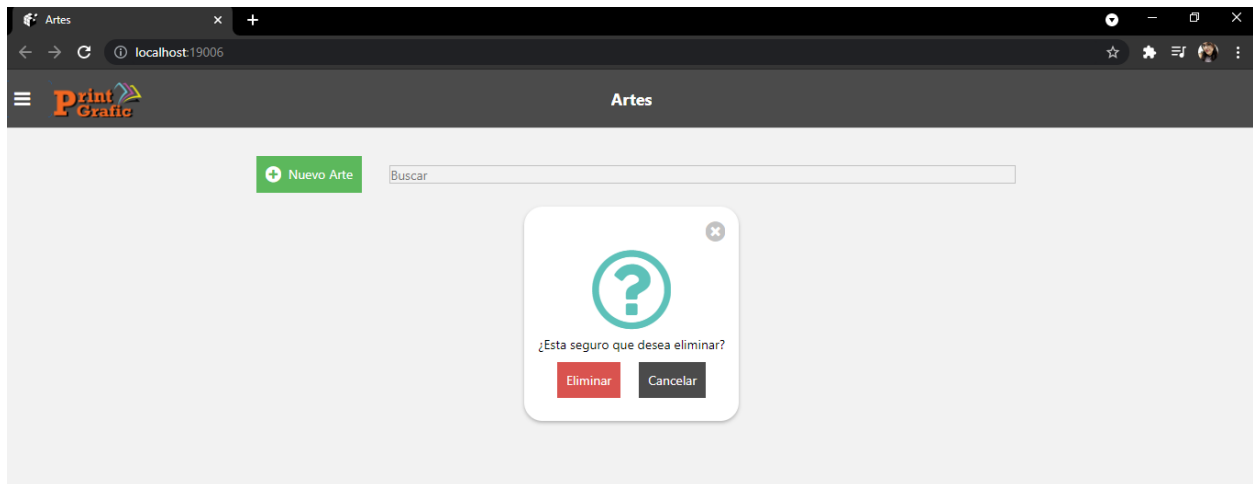 Artes
localhost:19006
Print
Grafic
Artes
Nuevo Arte
Buscar
¿Esta seguro que desea eliminar?
Eliminar
Cancelar